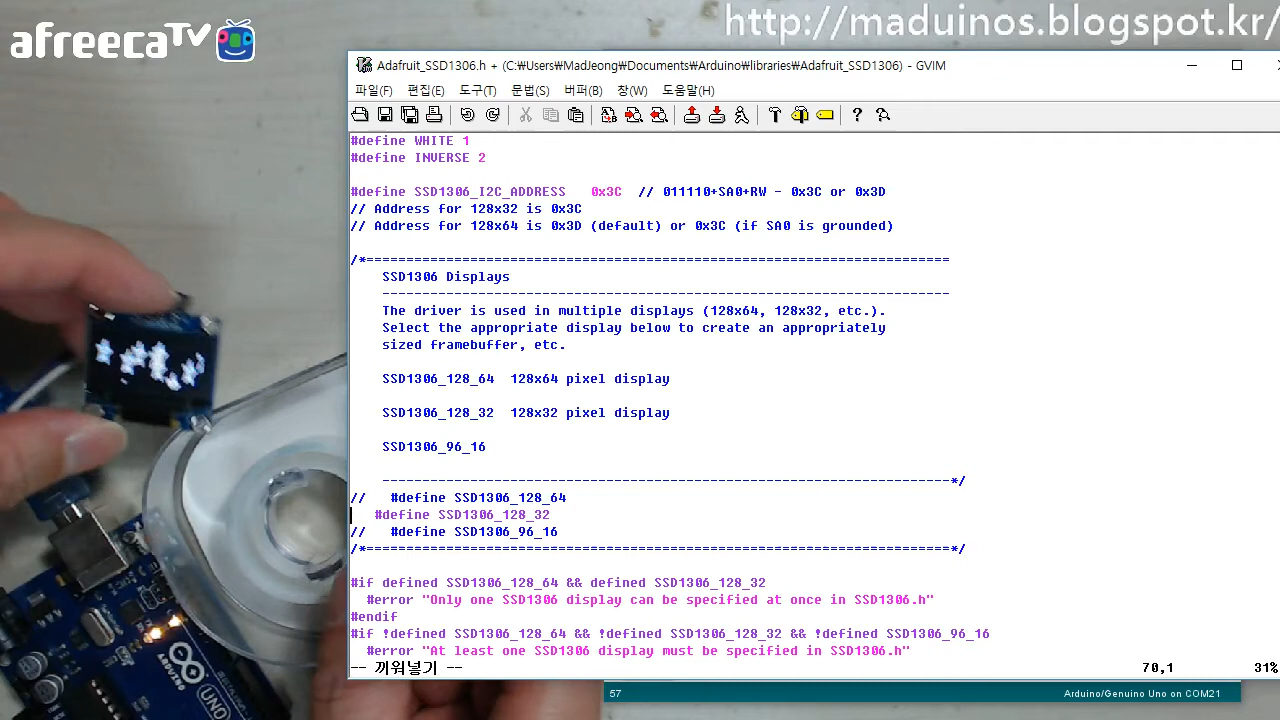 afreecaTV
http://maduinos.blogspot.kr/
Adafruit_SSD1306.h + (C:₩Users₩MadJeong₩Documents₩Arduino₩libraries₩Adafruit_SSD1306) - GVIM
파일(F) 편집(E) 도구(T) 문법(S) 버퍼(B) 창(W) 도움말(H)
#define WHITE 1
#define INVERSE 2
#define SSD1306_I2C_ADDRESS   0x3C  // 011110+SA0+RW - 0x3C or 0x3D
// Address for 128x32 is 0x3C
// Address for 128x64 is 0x3D (default) or 0x3C (if SA0 is grounded)
/*=========================================================================
    SSD1306 Displays
    -----------------------------------------------------------------------
    The driver is used in multiple displays (128x64, 128x32, etc.).
    Select the appropriate display below to create an appropriately
    sized framebuffer, etc.
    SSD1306_128_64  128x64 pixel display
    SSD1306_128_32  128x32 pixel display
    SSD1306_96_16
    -----------------------------------------------------------------------*/
//   #define SSD1306_128_64
   #define SSD1306_128_32
//   #define SSD1306_96_16
/*=========================================================================*/
#if defined SSD1306_128_64 && defined SSD1306_128_32
  #error "Only one SSD1306 display can be specified at once in SSD1306.h"
#endif
#if !defined SSD1306_128_64 && !defined SSD1306_128_32 && !defined SSD1306_96_16
  #error "At least one SSD1306 display must be specified in SSD1306.h"
-- 끼워넣기 -- 70,1 31%
57 Arduino/Genuino Uno on COM21
ARDUINO
UNO